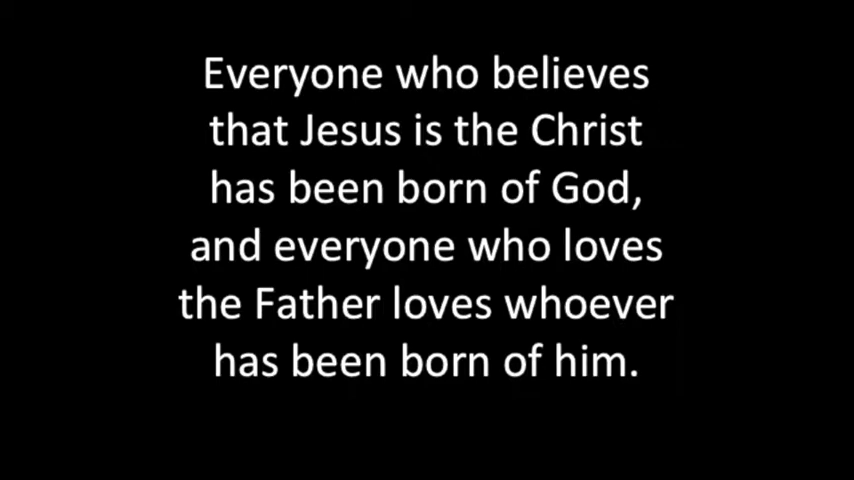 Everyone who believes
that Jesus is the Christ
has been born of God,
and everyone who loves
the Father loves whoever
has been born of him.